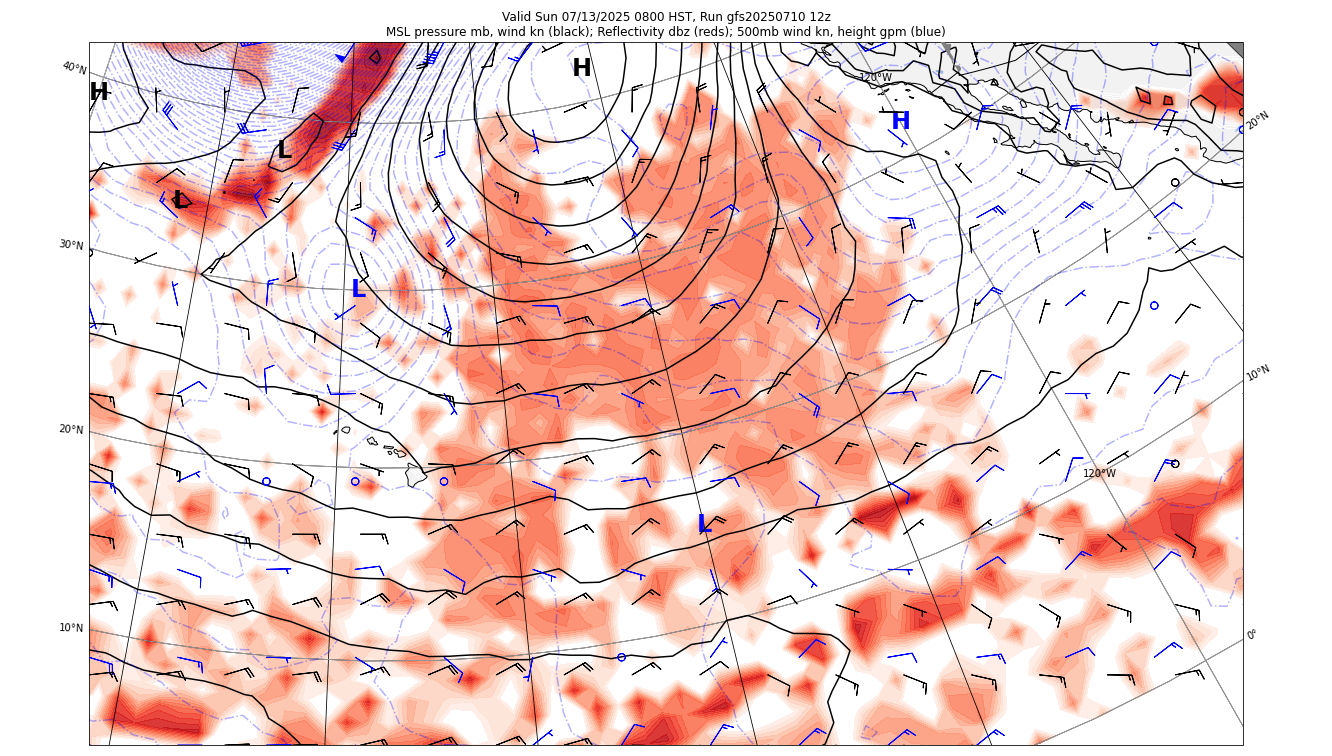 Valid Sun 07/13/2025 0800 HST, Run gfs20250710 12z
MSL pressure mb, wind kn (black); Reflectivity dbz (reds); 500mb wind kn, height gpm (blue)
40°N
H
H
120°W
H
20°N
L
L
30°N
L
10°N
20°N
120°W
L
10°N
0°